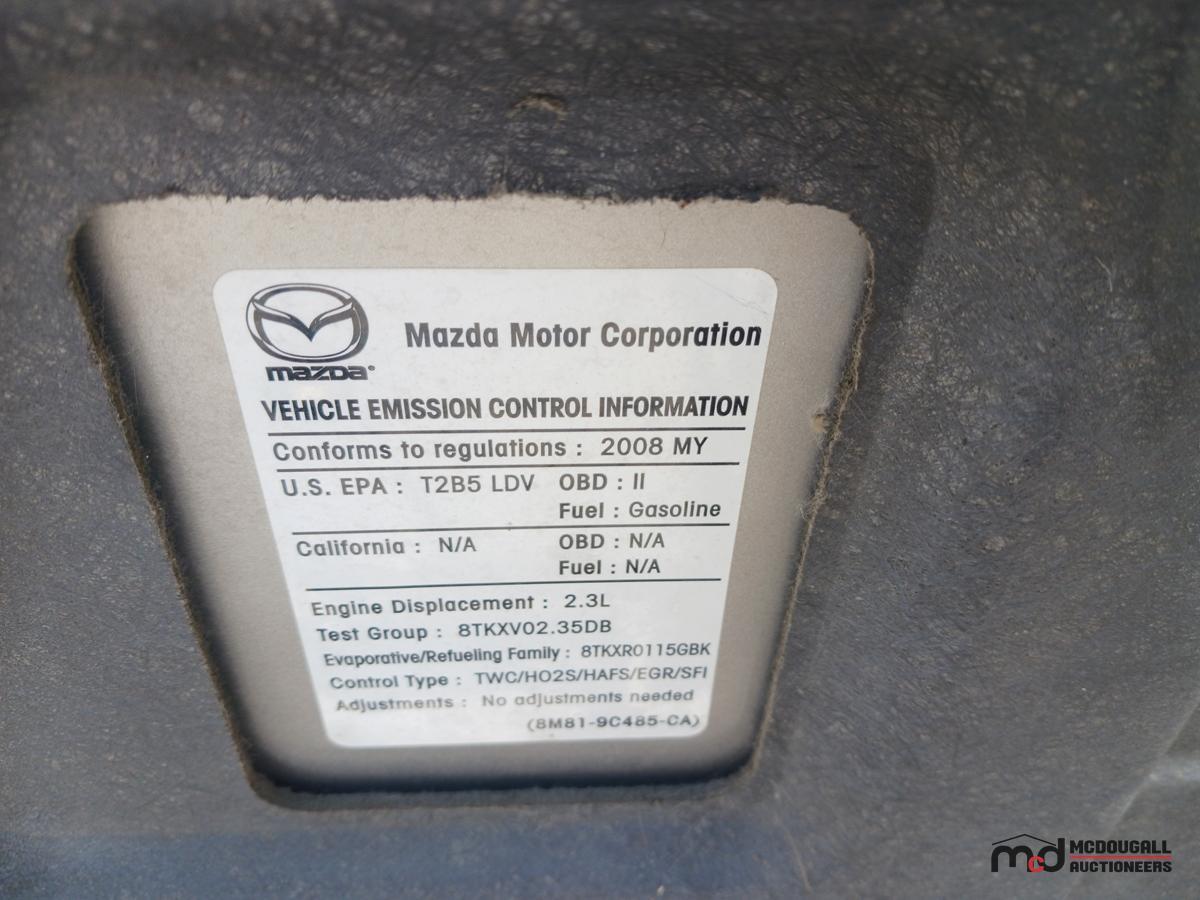 mazda®
Mazda Motor Corporation
VEHICLE EMISSION CONTROL INFORMATION
Conforms to regulations : 2008 MY
U.S. EPA : T2B5 LDV OBD : II
Fuel : Gasoline
California : N/A OBD : N/A
Fuel : N/A
Engine Displacement : 2.3L
Test Group : 8TKXV02.35DB
Evaporative/Refueling Family : 8TKXR0115GBK
Control Type : TWC/HO2S/HAFS/EGR/SFI
Adjustments : No adjustments needed
(8M81-9C485-CA)
mcd MCDOUGALL
AUCTIONEERS